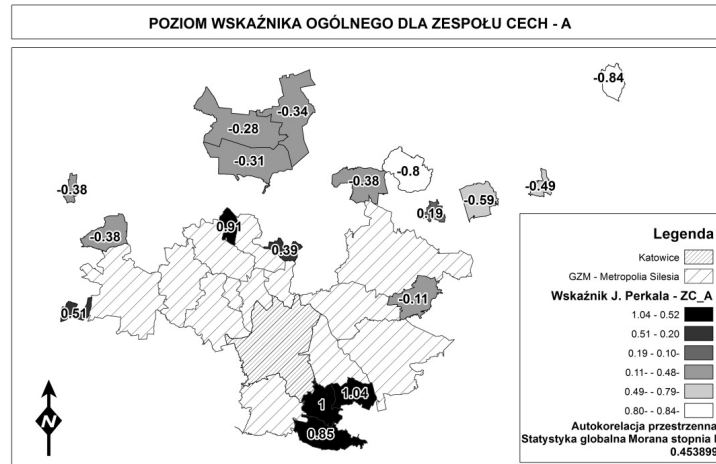 POZIOM WSKAŹNIKA OGÓLNEGO DLA ZESPOŁU CECH - A
-0.84
-0.34
-0.28
-0.31
-0.8
-0.38
-0.38
-0.49
-0.59
0.19
0.91
-0.38
0.39
-0.11
0.51
1.04
1
0.85
N
Legenda
Katowice
GZM - Metropolia Silesia
Wskaźnik J. Perkala - ZC_A
1.04 - 0.52
0.51 - 0.20
0.19 - 0.10-
0.11- - 0.48-
0.49- - 0.79-
0.80- - 0.84-
Autokorelacja przestrzenna
Statystyka globalna Morana stopnia I
0.453899